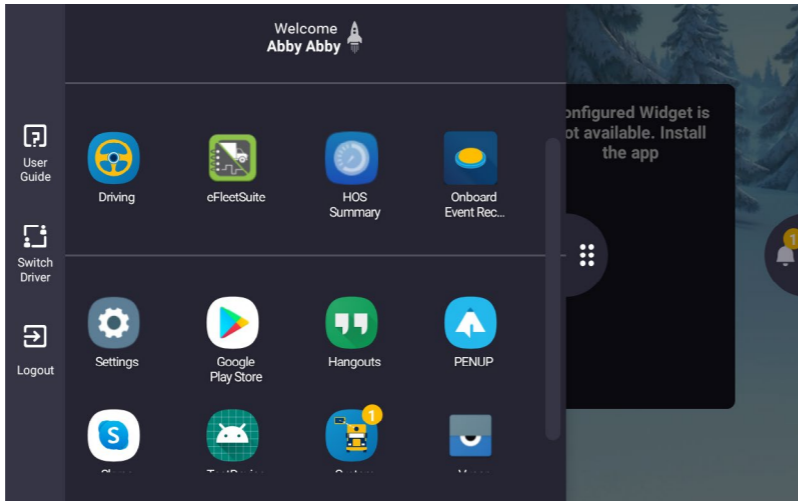 Welcome
Abby Abby
User
Guide
Switch
Driver
Logout
Driving
eFleetSuite
HOS
Summary
Onboard
Event Rec...
Settings
Google
Play Store
Hangouts
PENUP
S
1
onfigured Widget is
ot available. Install
the app
1